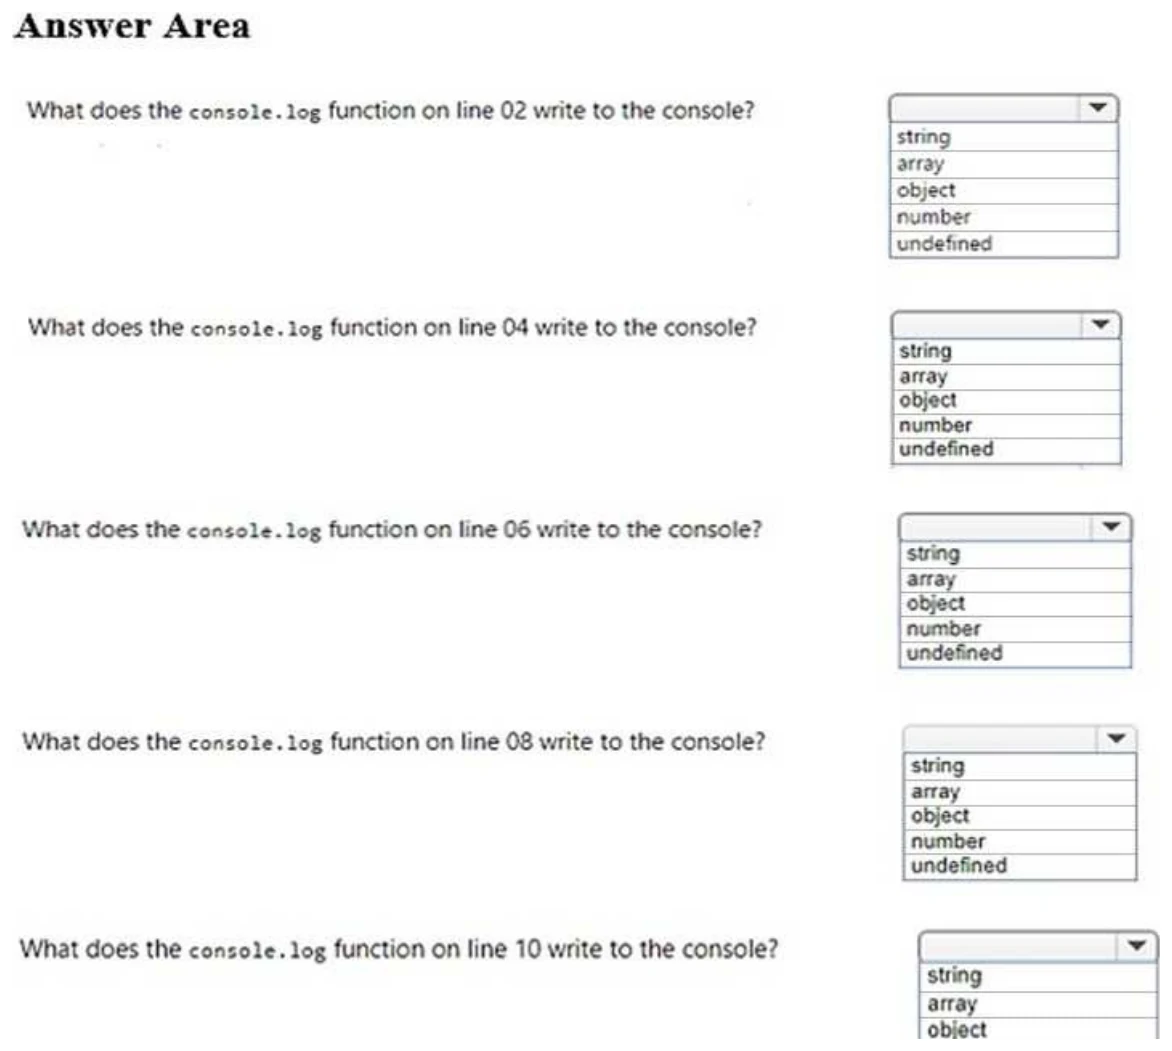 Answer Area
What does the console.log function on line 02 write to the console?
string
array
object
number
undefined
What does the console.log function on line 04 write to the console?
string
array
object
number
undefined
What does the console.log function on line 06 write to the console?
string
array
object
number
undefined
What does the console.log function on line 08 write to the console?
string
array
object
number
undefined
What does the console.log function on line 10 write to the console?
string
array
object